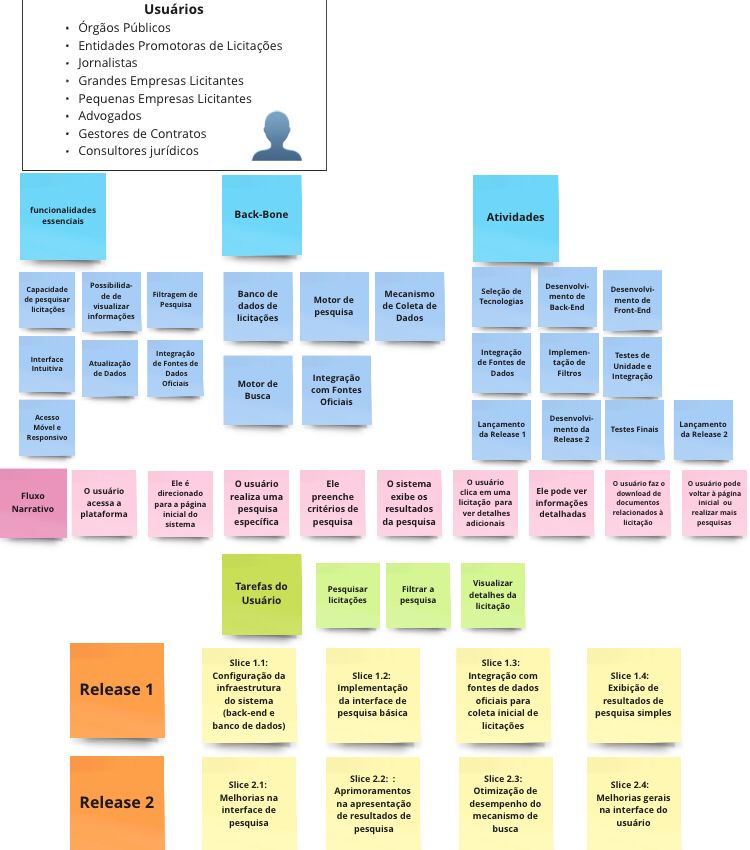 Usuários
• Órgãos Públicos
• Entidades Promotoras de Licitações
• Jornalistas
• Grandes Empresas Licitantes
• Pequenas Empresas Licitantes
• Advogados
• Gestores de Contratos
• Consultores jurídicos
funcionalidades
essenciais
Capacidade
de pesquisar
licitações
Possibilida-
de de
visualizar
informações
Filtragem de
Pesquisa
Interface
Intuitiva
Atualização
de Dados
Integração
de Fontes de
Dados
Oficiais
Acesso
Móvel e
Responsivo
Back-Bone
Banco de
dados de
licitações
Motor de
pesquisa
Mecanismo
de Coleta de
Dados
Motor de
Busca
Integração
com Fontes
Oficiais
Atividades
Seleção de
Tecnologias
Desenvolvi-
mento de
Back-End
Desenvolvi-
mento de
Front-End
Integração
de Fontes de
Dados
Implemen-
tação de
Filtros
Testes de
Unidade e
Integração
Lançamento
da Release 1
Desenvolvi-
mento da
Release 2
Testes Finais
Lançamento
da Release 2
Fluxo
Narrativo
O usuário
acessa a
plataforma
Ele é
direcionado
para a página
inicial do
sistema
O usuário
realiza uma
pesquisa
específica
Ele
preenche
critérios de
pesquisa
O sistema
exibe os
resultados
da pesquisa
O usuário
clica em uma
licitação para
ver detalhes
adicionais
Ele pode ver
informações
detalhadas
O usuário faz o
download de
documentos
relacionados à
licitação
O usuário pode
voltar à página
inicial ou
realizar mais
pesquisas
Tarefas do
Usuário
Pesquisar
licitações
Filtrar a
pesquisa
Visualizar
detalhes da
licitação
Release 1
Slice 1.1:
Configuração da
infraestrutura
do sistema
(back-end e
banco de dados)
Slice 1.2:
Implementação
da interface de
pesquisa básica
Slice 1.3:
Integração com
fontes de dados
oficiais para
coleta inicial de
licitações
Slice 1.4:
Exibição de
resultados de
pesquisa simples
Release 2
Slice 2.1:
Melhorias na
interface de
pesquisa
Slice 2.2: :
Aprimoramentos
na apresentação
de resultados de
pesquisa
Slice 2.3:
Otimização de
desempenho do
mecanismo de
busca
Slice 2.4:
Melhorias gerais
na interface do
usuário